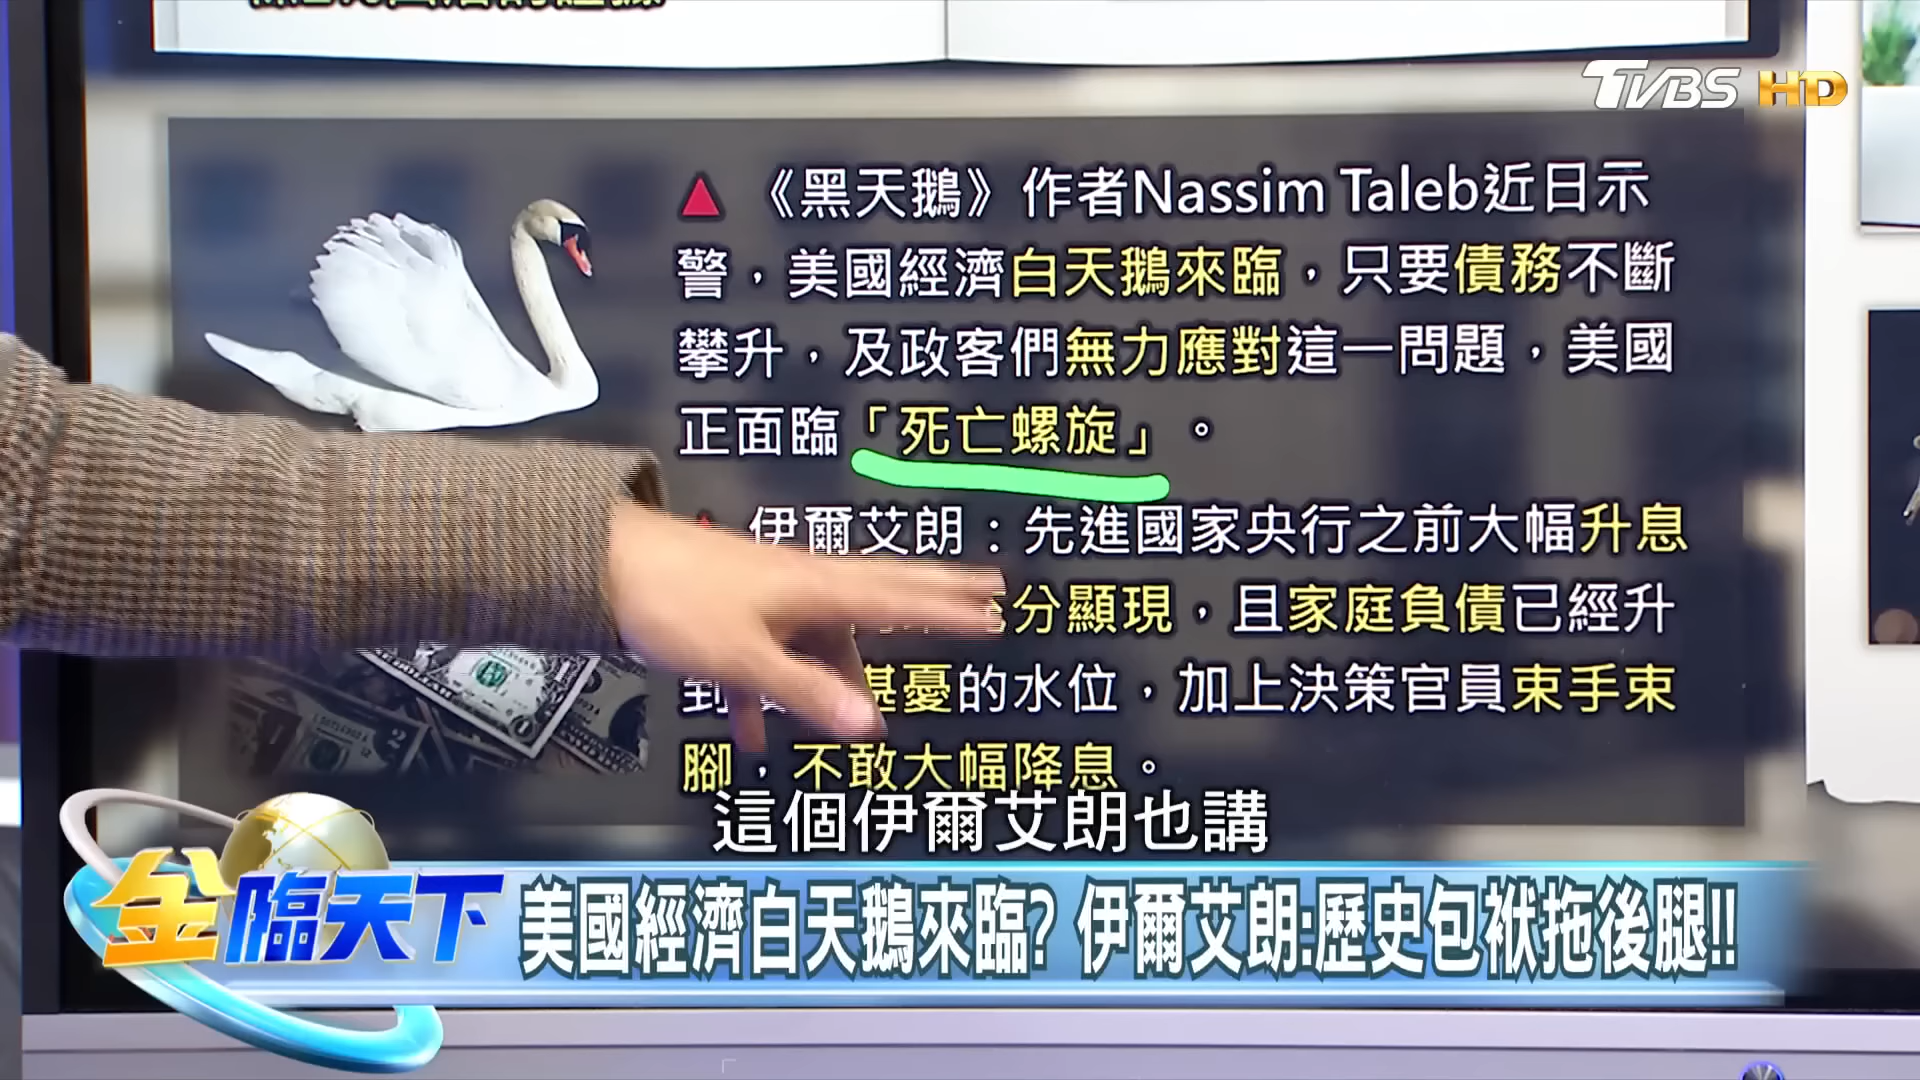 TVBS HD
▲ 《黑天鵝》作者Nassim Taleb近日示
警，美國經濟白天鵝來臨，只要債務不斷
攀升，及政客們無力應對這一問題，美國
正面臨「死亡螺旋」。
伊爾艾朗：先進國家央行之前大幅升息
分顯現，且家庭負債已經升
到 堪憂的水位，加上決策官員束手束
腳，不敢大幅降息。
這個伊爾艾朗也講
金臨天下
美國經濟白天鵝來臨? 伊爾艾朗:歷史包袱拖後腿!!